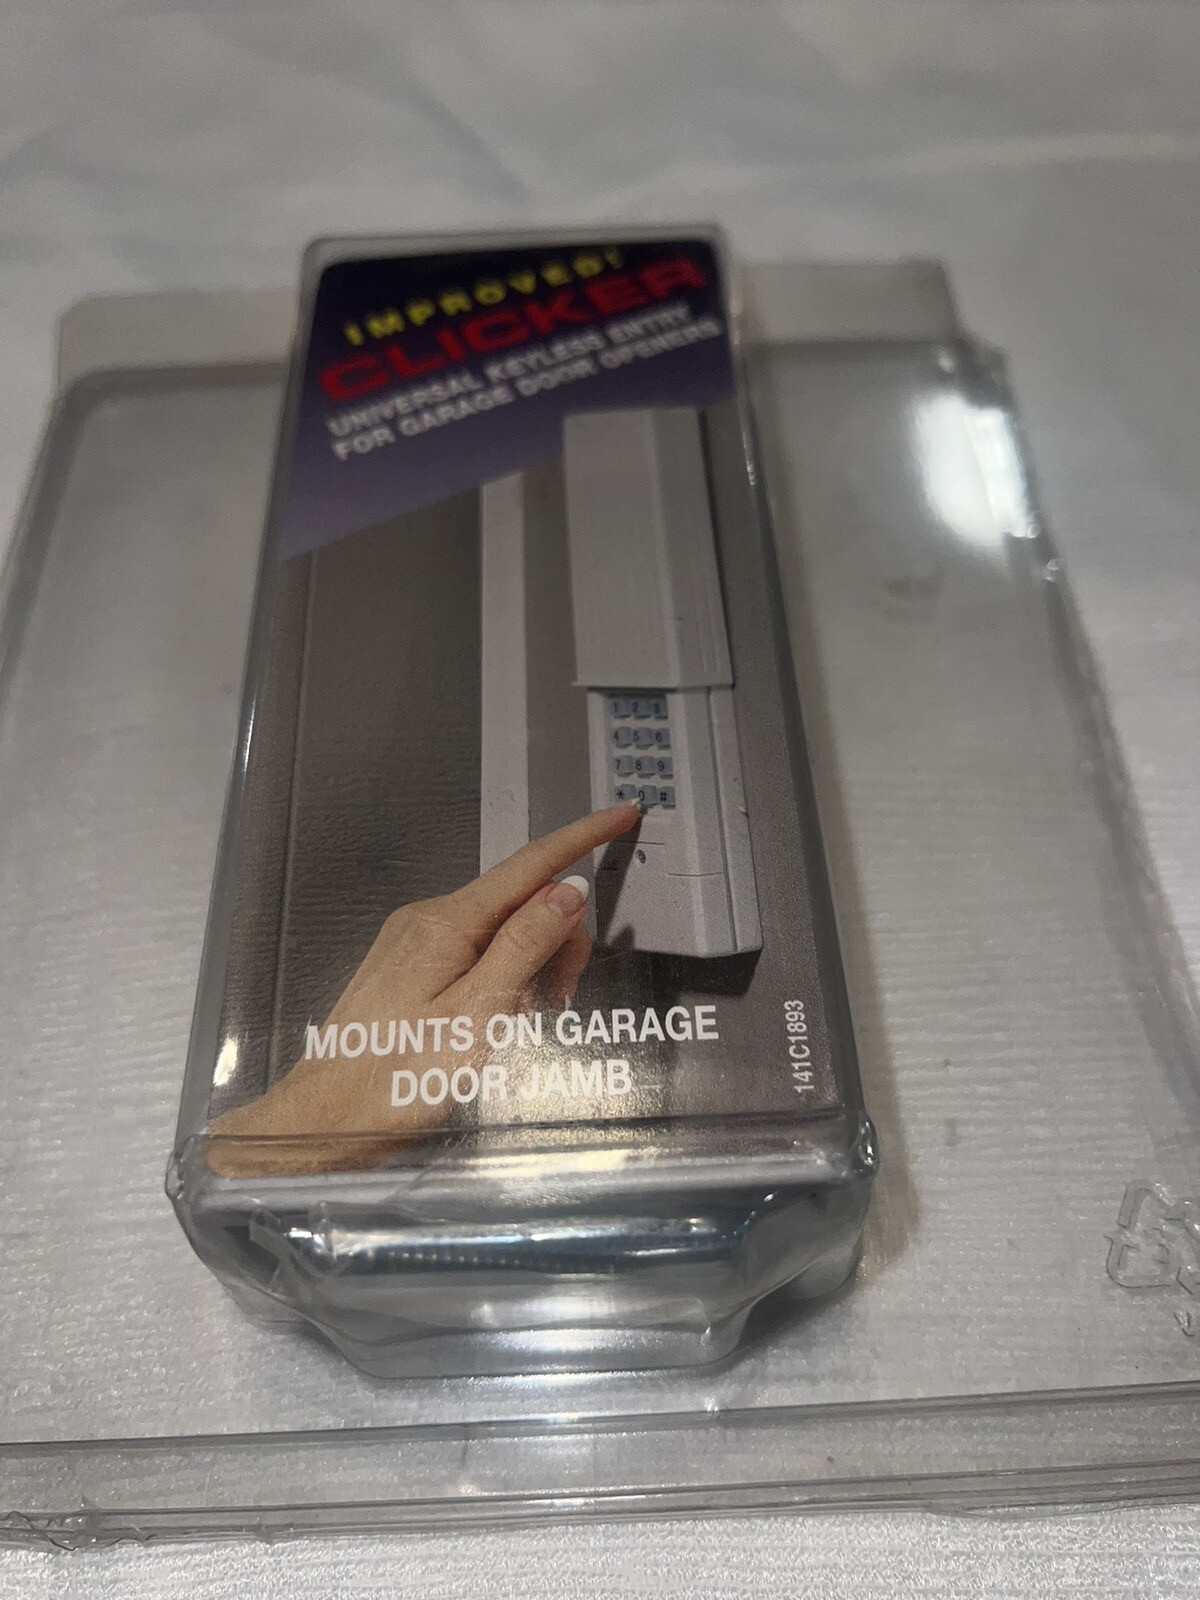 IMPROVED!
CLICKER
UNIVERSAL KEYLESS ENTRY
FOR GARAGE DOOR OPENERS
1 2 3
4 5 6
7 8 9
* 0 #
MOUNTS ON GARAGE
DOOR JAMB
141C1893